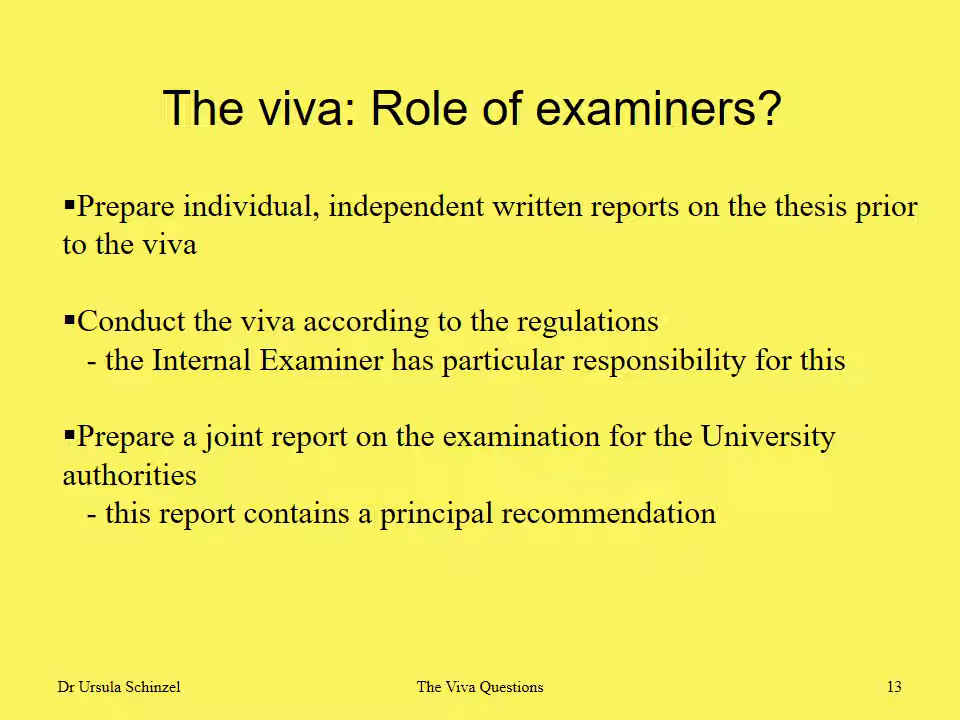 The viva: Role of examiners?
▪Prepare individual, independent written reports on the thesis prior
to the viva
▪Conduct the viva according to the regulations
- the Internal Examiner has particular responsibility for this
▪Prepare a joint report on the examination for the University
authorities
- this report contains a principal recommendation
Dr Ursula Schinzel
The Viva Questions
13